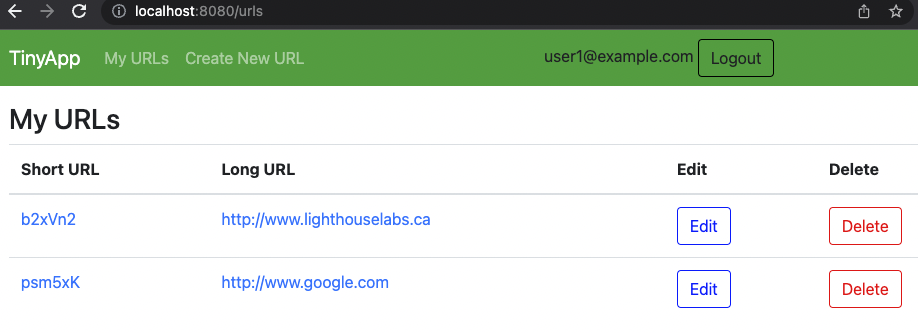 localhost:8080/urls
TinyApp My URLs Create New URL user1@example.com Logout
My URLs
Short URL Long URL Edit Delete
b2xVn2 http://www.lighthouselabs.ca Edit Delete
psm5xK http://www.google.com Edit Delete